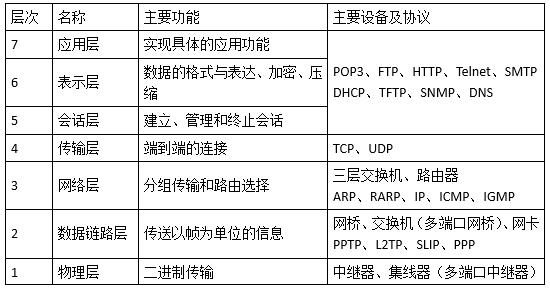 层次 名称 主要功能 主要设备及协议
7 应用层 实现具体的应用功能
POP3、FTP、HTTP、Telnet、SMTP
DHCP、TFTP、SNMP、DNS
6 表示层 数据的格式与表达、加密、压
缩
5 会话层 建立、管理和终止会话
4 传输层 端到端的连接 TCP、UDP
3 网络层 分组传输和路由选择 三层交换机、路由器
ARP、RARP、IP、ICMP、IGMP
2 数据链路层 传送以帧为单位的信息 网桥、交换机（多端口网桥）、网卡
PPTP、L2TP、SLIP、PPP
1 物理层 二进制传输 中继器、集线器（多端口中继器）